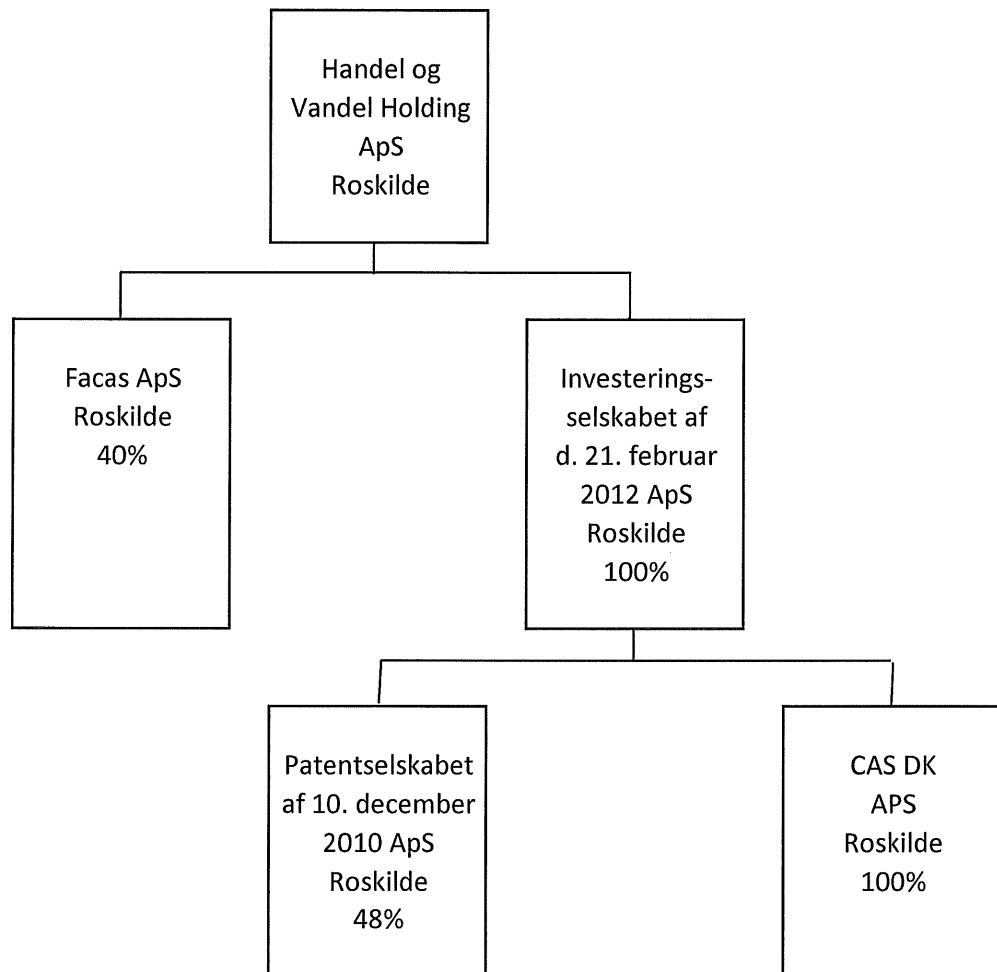 Handel og
Vandel Holding
ApS
Roskilde
Facas ApS
Roskilde
40%
Investerings-
selskabet af
d. 21. februar
2012 ApS
Roskilde
100%
Patentselskabet
af 10. december
2010 ApS
Roskilde
48%
CAS DK
APS
Roskilde
100%